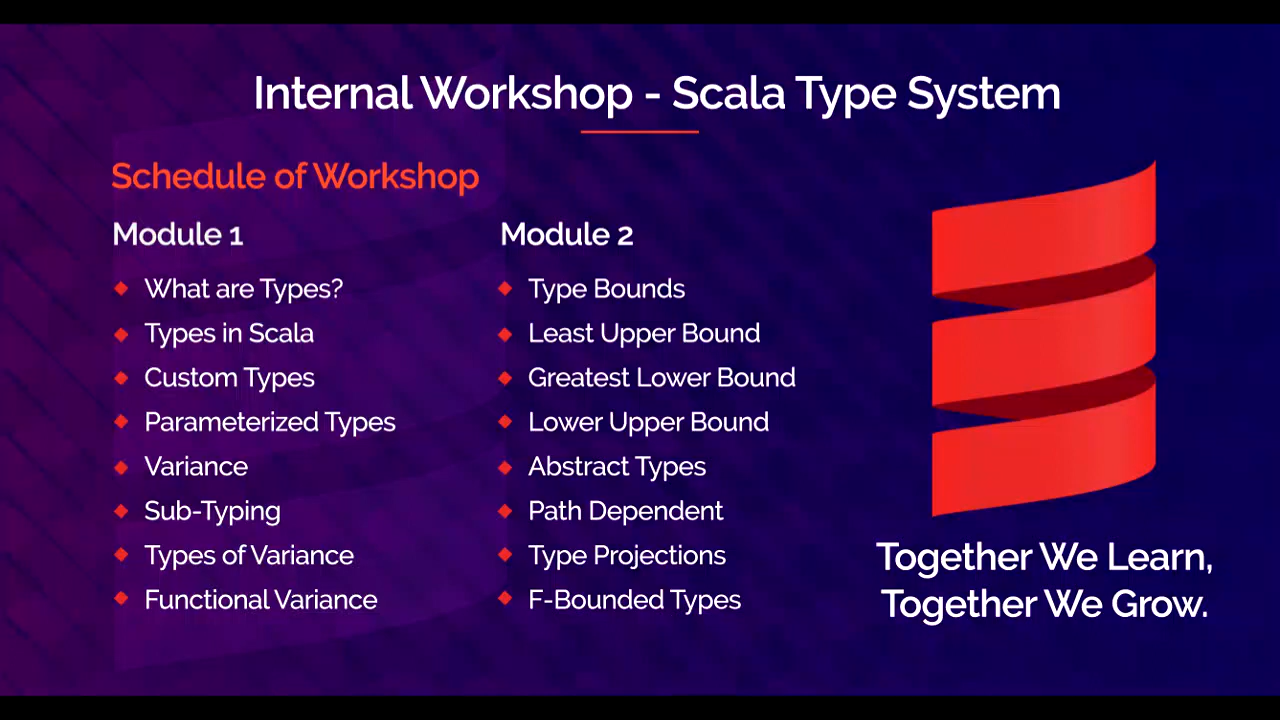 Internal Workshop - Scala Type System
Schedule of Workshop
Module 1
What are Types?
Types in Scala
Custom Types
Parameterized Types
Variance
Sub-Typing
Types of Variance
Functional Variance
Module 2
Type Bounds
Least Upper Bound
Greatest Lower Bound
Lower Upper Bound
Abstract Types
Path Dependent
Type Projections
F-Bounded Types
Together We Learn,
Together We Grow.